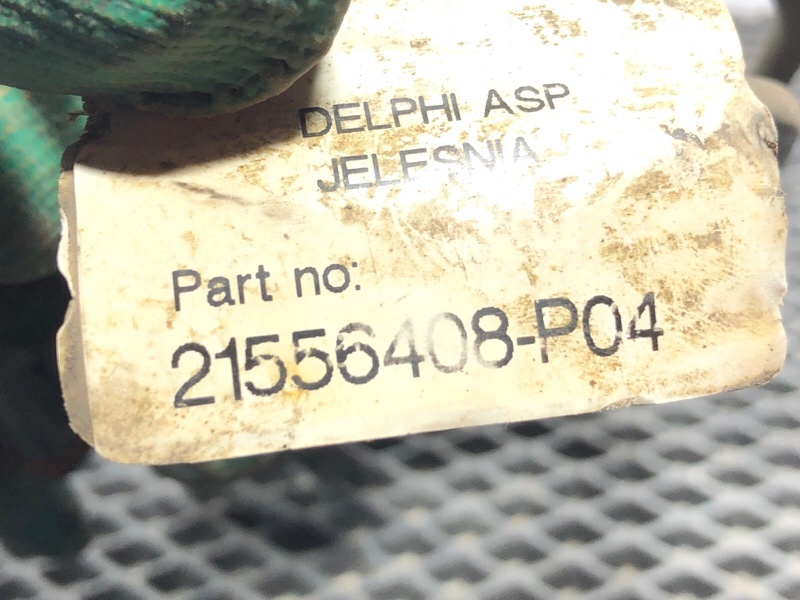 DELPHI ASP
JELESNIA
Part no:
21556408-P04